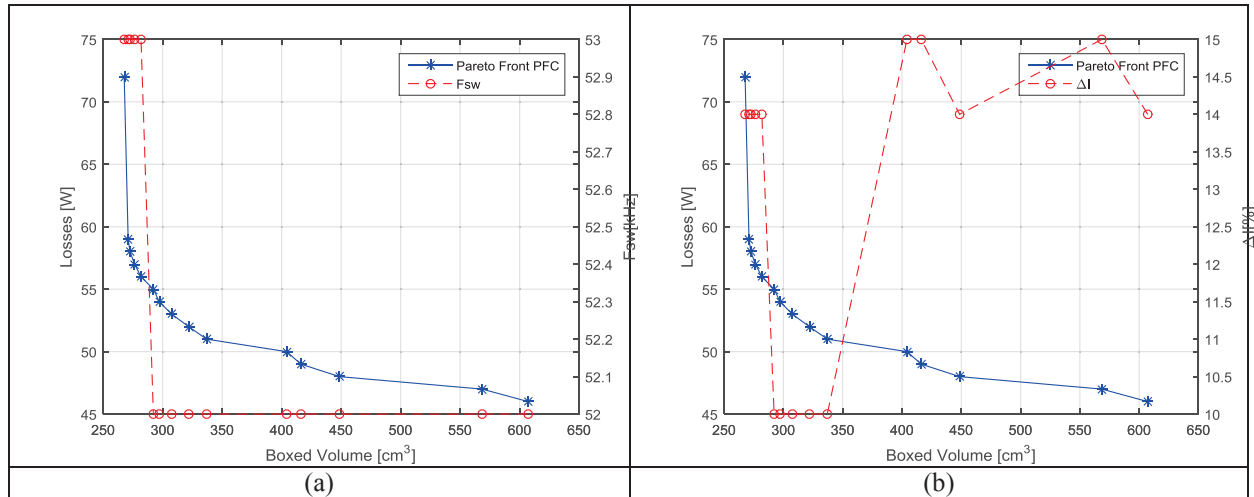 75
70
65
60
55
50
45
Losses [W]
Pareto Front PFC
Fsw
53
52.9
52.8
52.7
52.6
52.5
52.4
52.3
52.2
52.1
52
Fsw[kHz]
250 300 350 400 450 500 550 600 650
Boxed Volume [cm³]
(a)
75
70
65
60
55
50
45
Losses [W]
Pareto Front PFC
ΔI
15
14.5
14
13.5
13
12.5
12
11.5
11
10.5
10
ΔI[%]
250 300 350 400 450 500 550 600 650
Boxed Volume [cm³]
(b)